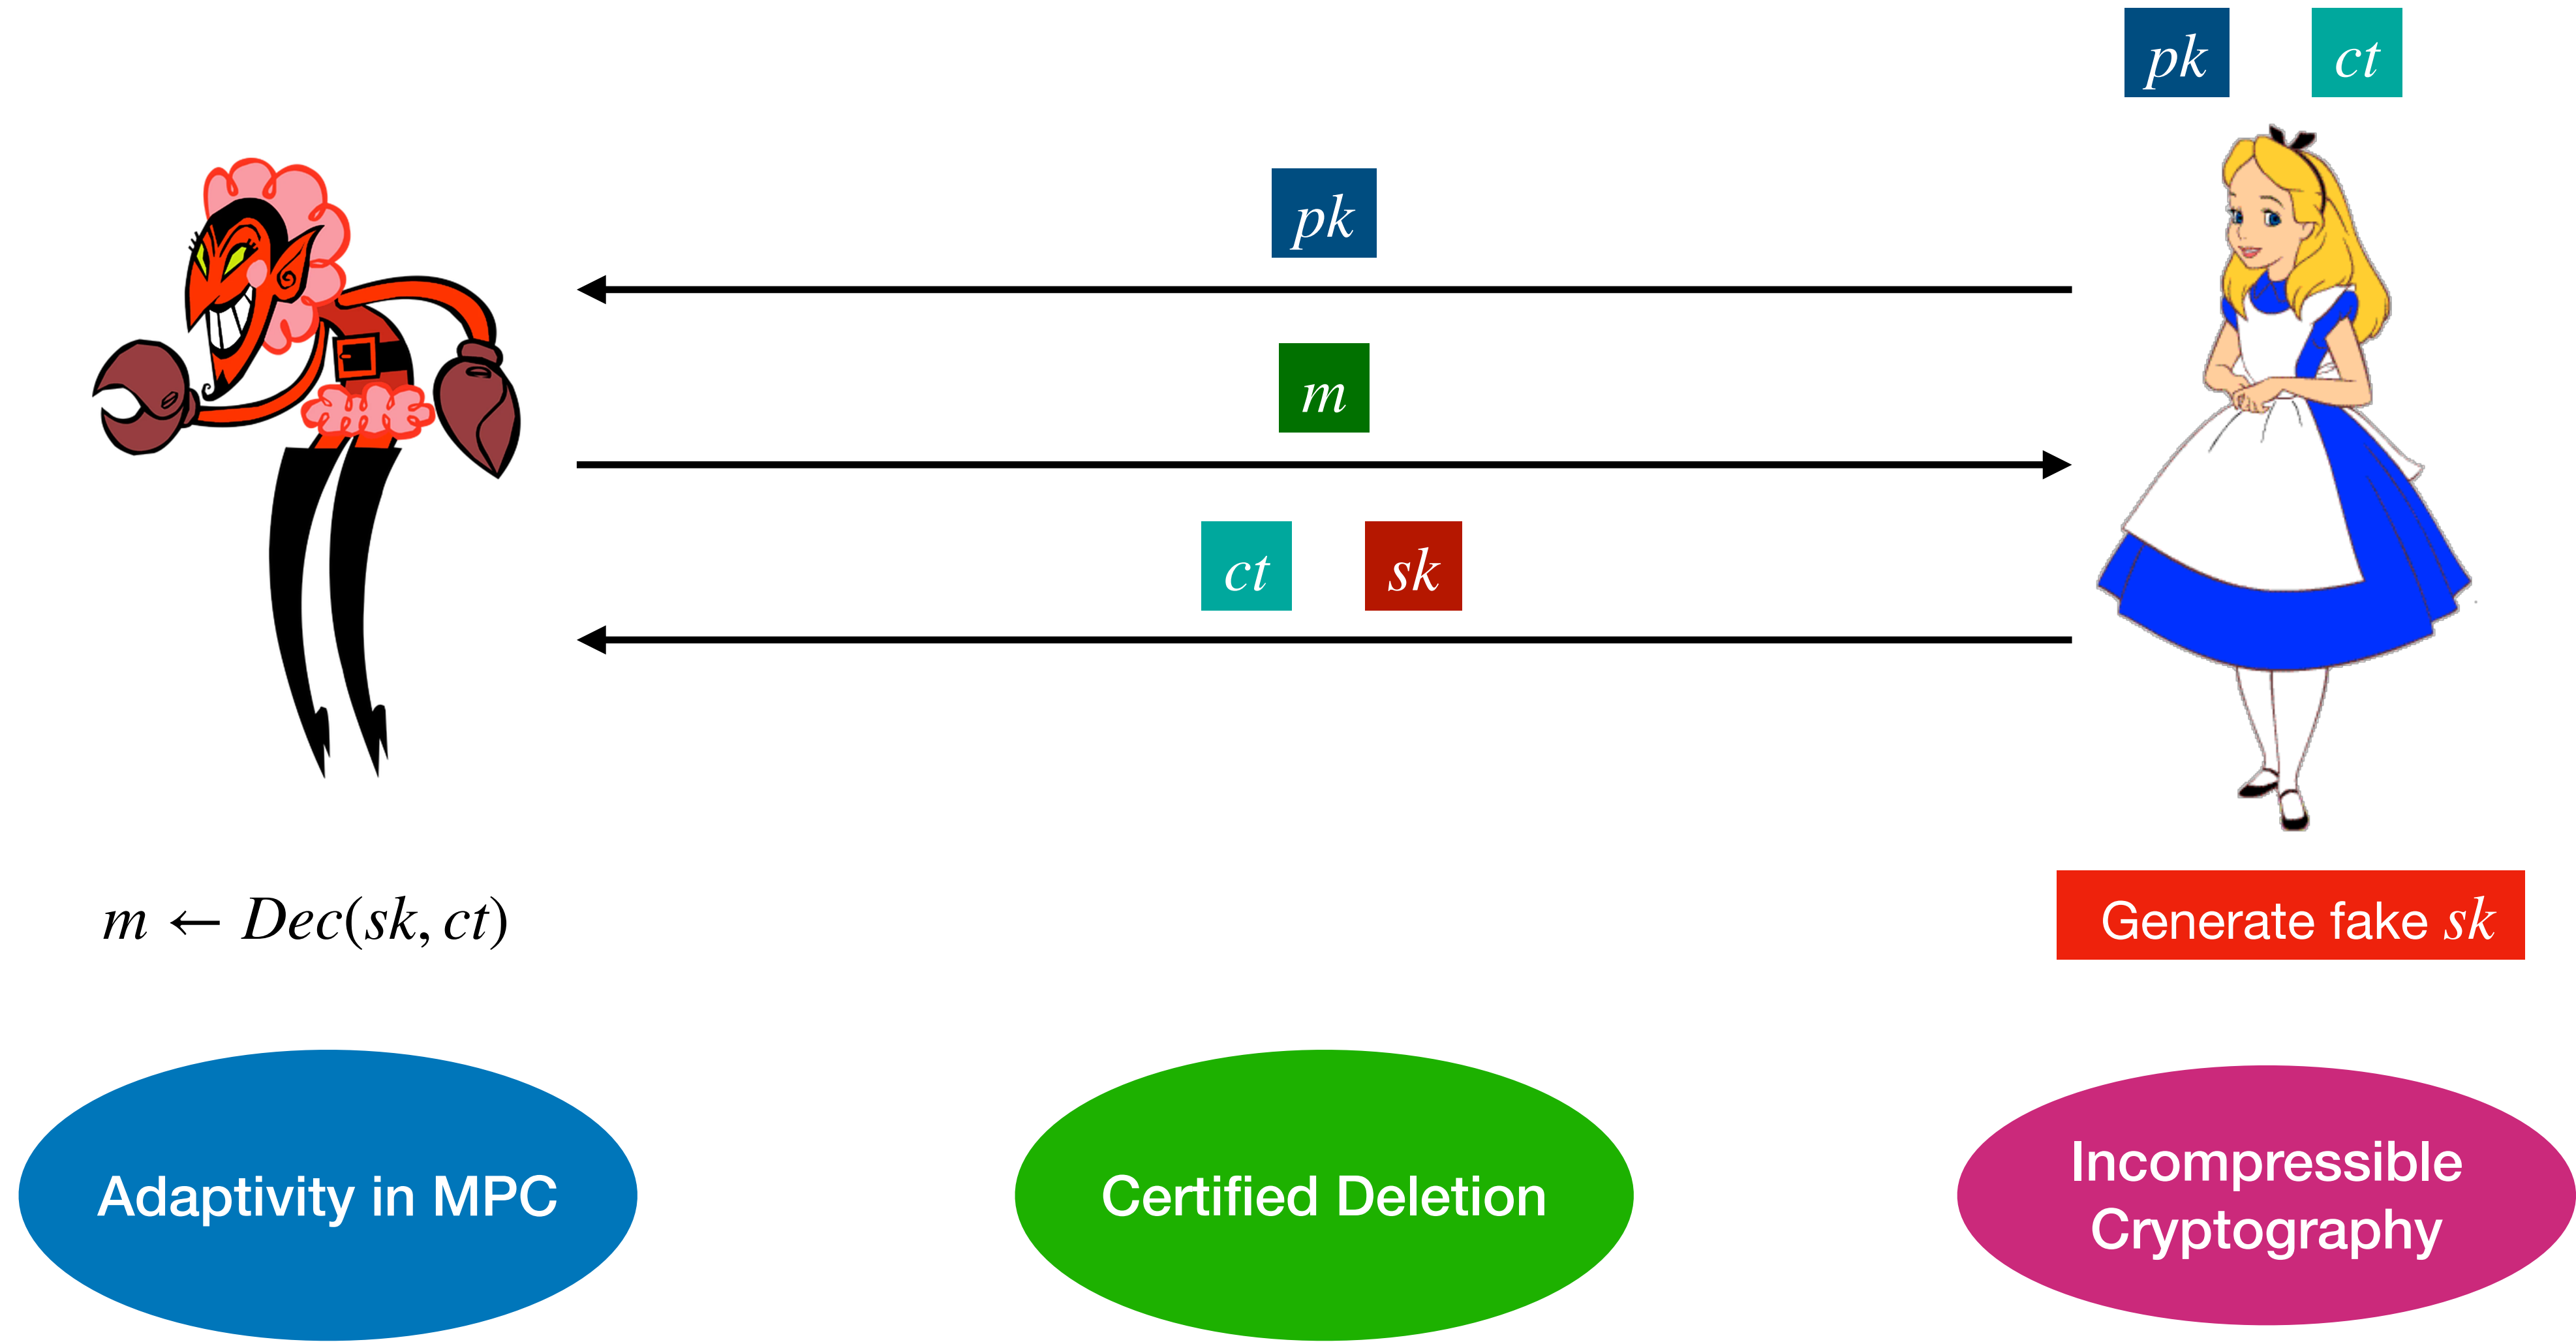 pk ct
pk
m
ct sk
m ← Dec(sk, ct)
Generate fake sk
Adaptivity in MPC
Certified Deletion
Incompressible
Cryptography